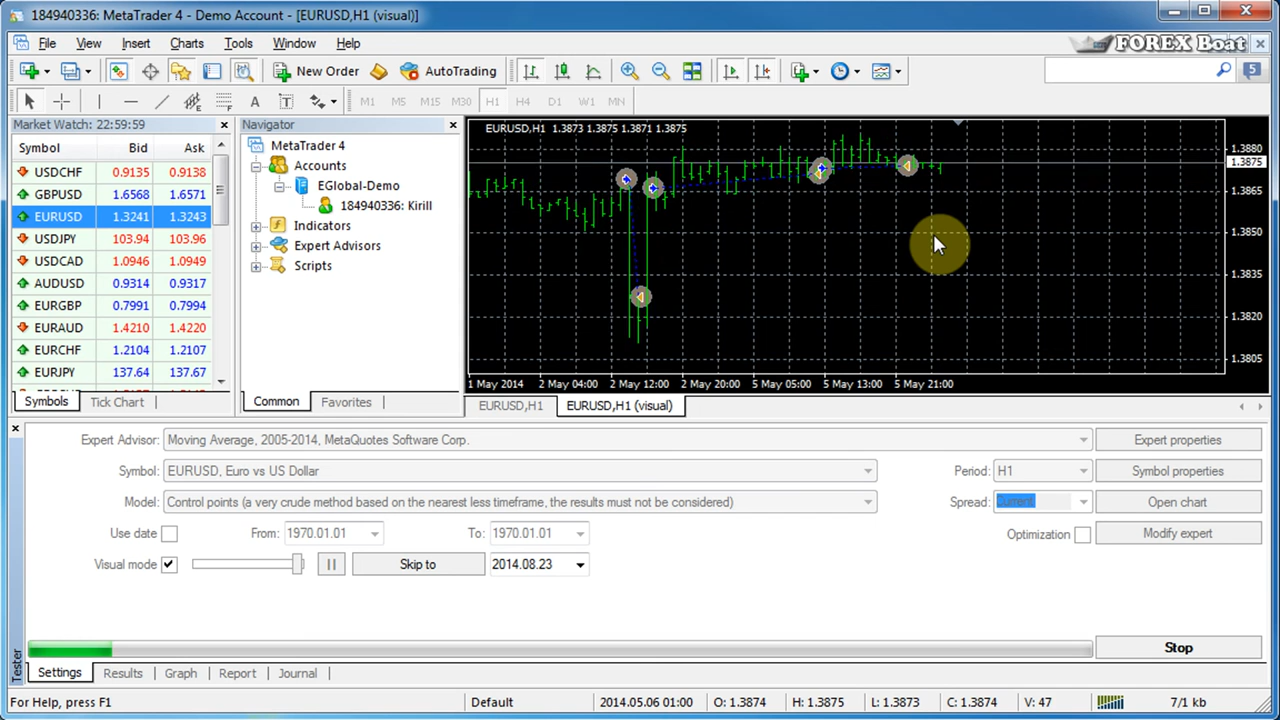 184940336: MetaTrader 4 - Demo Account - [EURUSD,H1 (visual)]
File View Insert Charts Tools Window Help
FOREX Boat
New Order AutoTrading
5
A T M1 M5 M15 M30 H1 H4 D1 W1 MN
Market Watch: 22:59:59
Symbol Bid Ask
USDCHF 0.9135 0.9138
GBPUSD 1.6568 1.6571
EURUSD 1.3241 1.3243
USDJPY 103.94 103.96
USDCAD 1.0946 1.0949
AUDUSD 0.9314 0.9317
EURGBP 0.7991 0.7994
EURAUD 1.4210 1.4220
EURCHF 1.2104 1.2107
EURJPY 137.64 137.67
Symbols Tick Chart
Navigator
MetaTrader 4
Accounts
EGlobal-Demo
184940336: Kirill
Indicators
Expert Advisors
Scripts
Common Favorites
EURUSD,H1 1.3873 1.3875 1.3871 1.3875
1.3880
1.3875
1.3865
1.3850
1.3835
1.3820
1.3805
1 May 2014 2 May 04:00 2 May 12:00 2 May 20:00 5 May 05:00 5 May 13:00 5 May 21:00
EURUSD,H1 EURUSD,H1 (visual)
Expert Advisor: Moving Average, 2005-2014, MetaQuotes Software Corp. Expert properties
Symbol: EURUSD, Euro vs US Dollar Period: H1 Symbol properties
Model: Control points (a very crude method based on the nearest less timeframe, the results must not be considered) Spread: Current Open chart
Use date From: 1970.01.01 To: 1970.01.01 Optimization Modify expert
Visual mode Skip to 2014.08.23
Stop
Tester
Settings Results Graph Report Journal
For Help, press F1 Default 2014.05.06 01:00 O: 1.3874 H: 1.3875 L: 1.3873 C: 1.3874 V: 47 7/1 kb